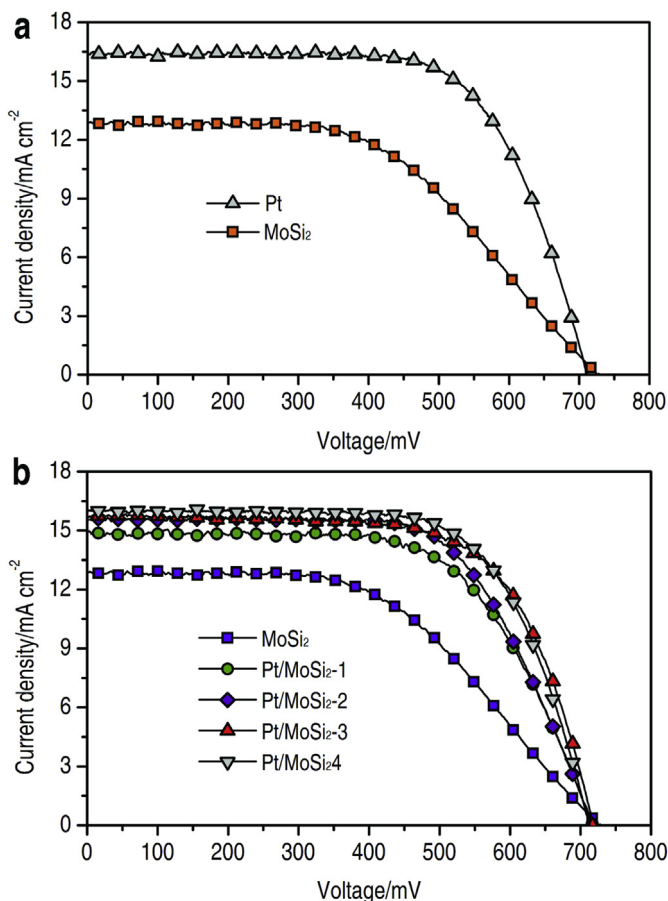 a
18
15
12
9
6
3
0
Current density/mA cm⁻²
Pt
MoSi₂
0 100 200 300 400 500 600 700 800
Voltage/mV
b
18
15
12
9
6
3
0
Current density/mA cm⁻²
MoSi₂
Pt/MoSi₂-1
Pt/MoSi₂-2
Pt/MoSi₂-3
Pt/MoSi₂4
0 100 200 300 400 500 600 700 800
Voltage/mV